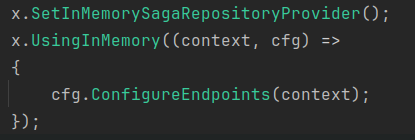 x.SetInMemorySagaRepositoryProvider();
x.UsingInMemory((context, cfg) =>
{
    cfg.ConfigureEndpoints(context);
});